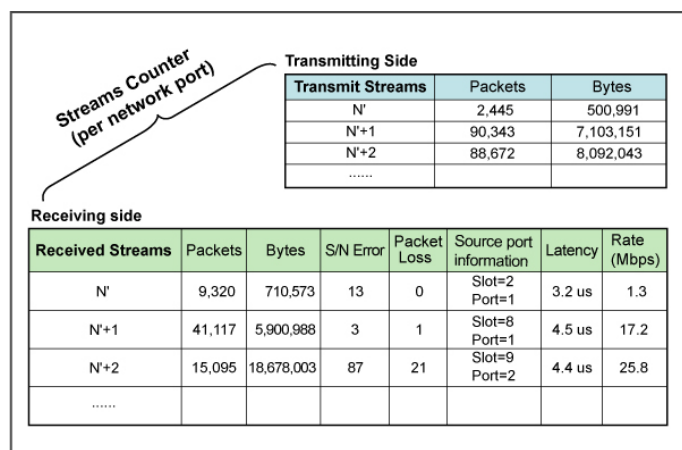 Streams Counter
(per network port)
Transmitting Side
Transmit Streams Packets Bytes
N' 2,445 500,991
N'+1 90,343 7,103,151
N'+2 88,672 8,092,043
......
Receiving side
Received Streams Packets Bytes S/N Error Packet Loss Source port information Latency Rate (Mbps)
N' 9,320 710,573 13 0 Slot=2 Port=1 3.2 us 1.3
N'+1 41,117 5,900,988 3 1 Slot=8 Port=1 4.5 us 17.2
N'+2 15,095 18,678,003 87 21 Slot=9 Port=2 4.4 us 25.8
......